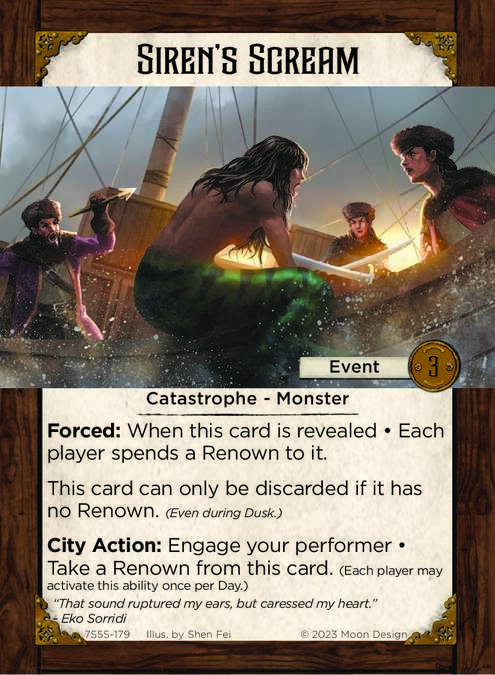 SIREN'S SCREAM
Event
3
Catastrophe - Monster
Forced: When this card is revealed • Each
player spends a Renown to it.
This card can only be discarded if it has
no Renown. (Even during Dusk.)
City Action: Engage your performer •
Take a Renown from this card. (Each player may
activate this ability once per Day.)
"That sound ruptured my ears, but caressed my heart."
- Eko Sorridi
7S5S-179 Illus. by Shen Fei © 2023 Moon Design